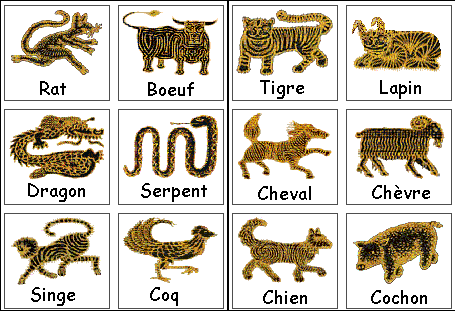 Rat
Boeuf
Tigre
Lapin
Dragon
Serpent
Cheval
Chèvre
Singe
Coq
Chien
Cochon